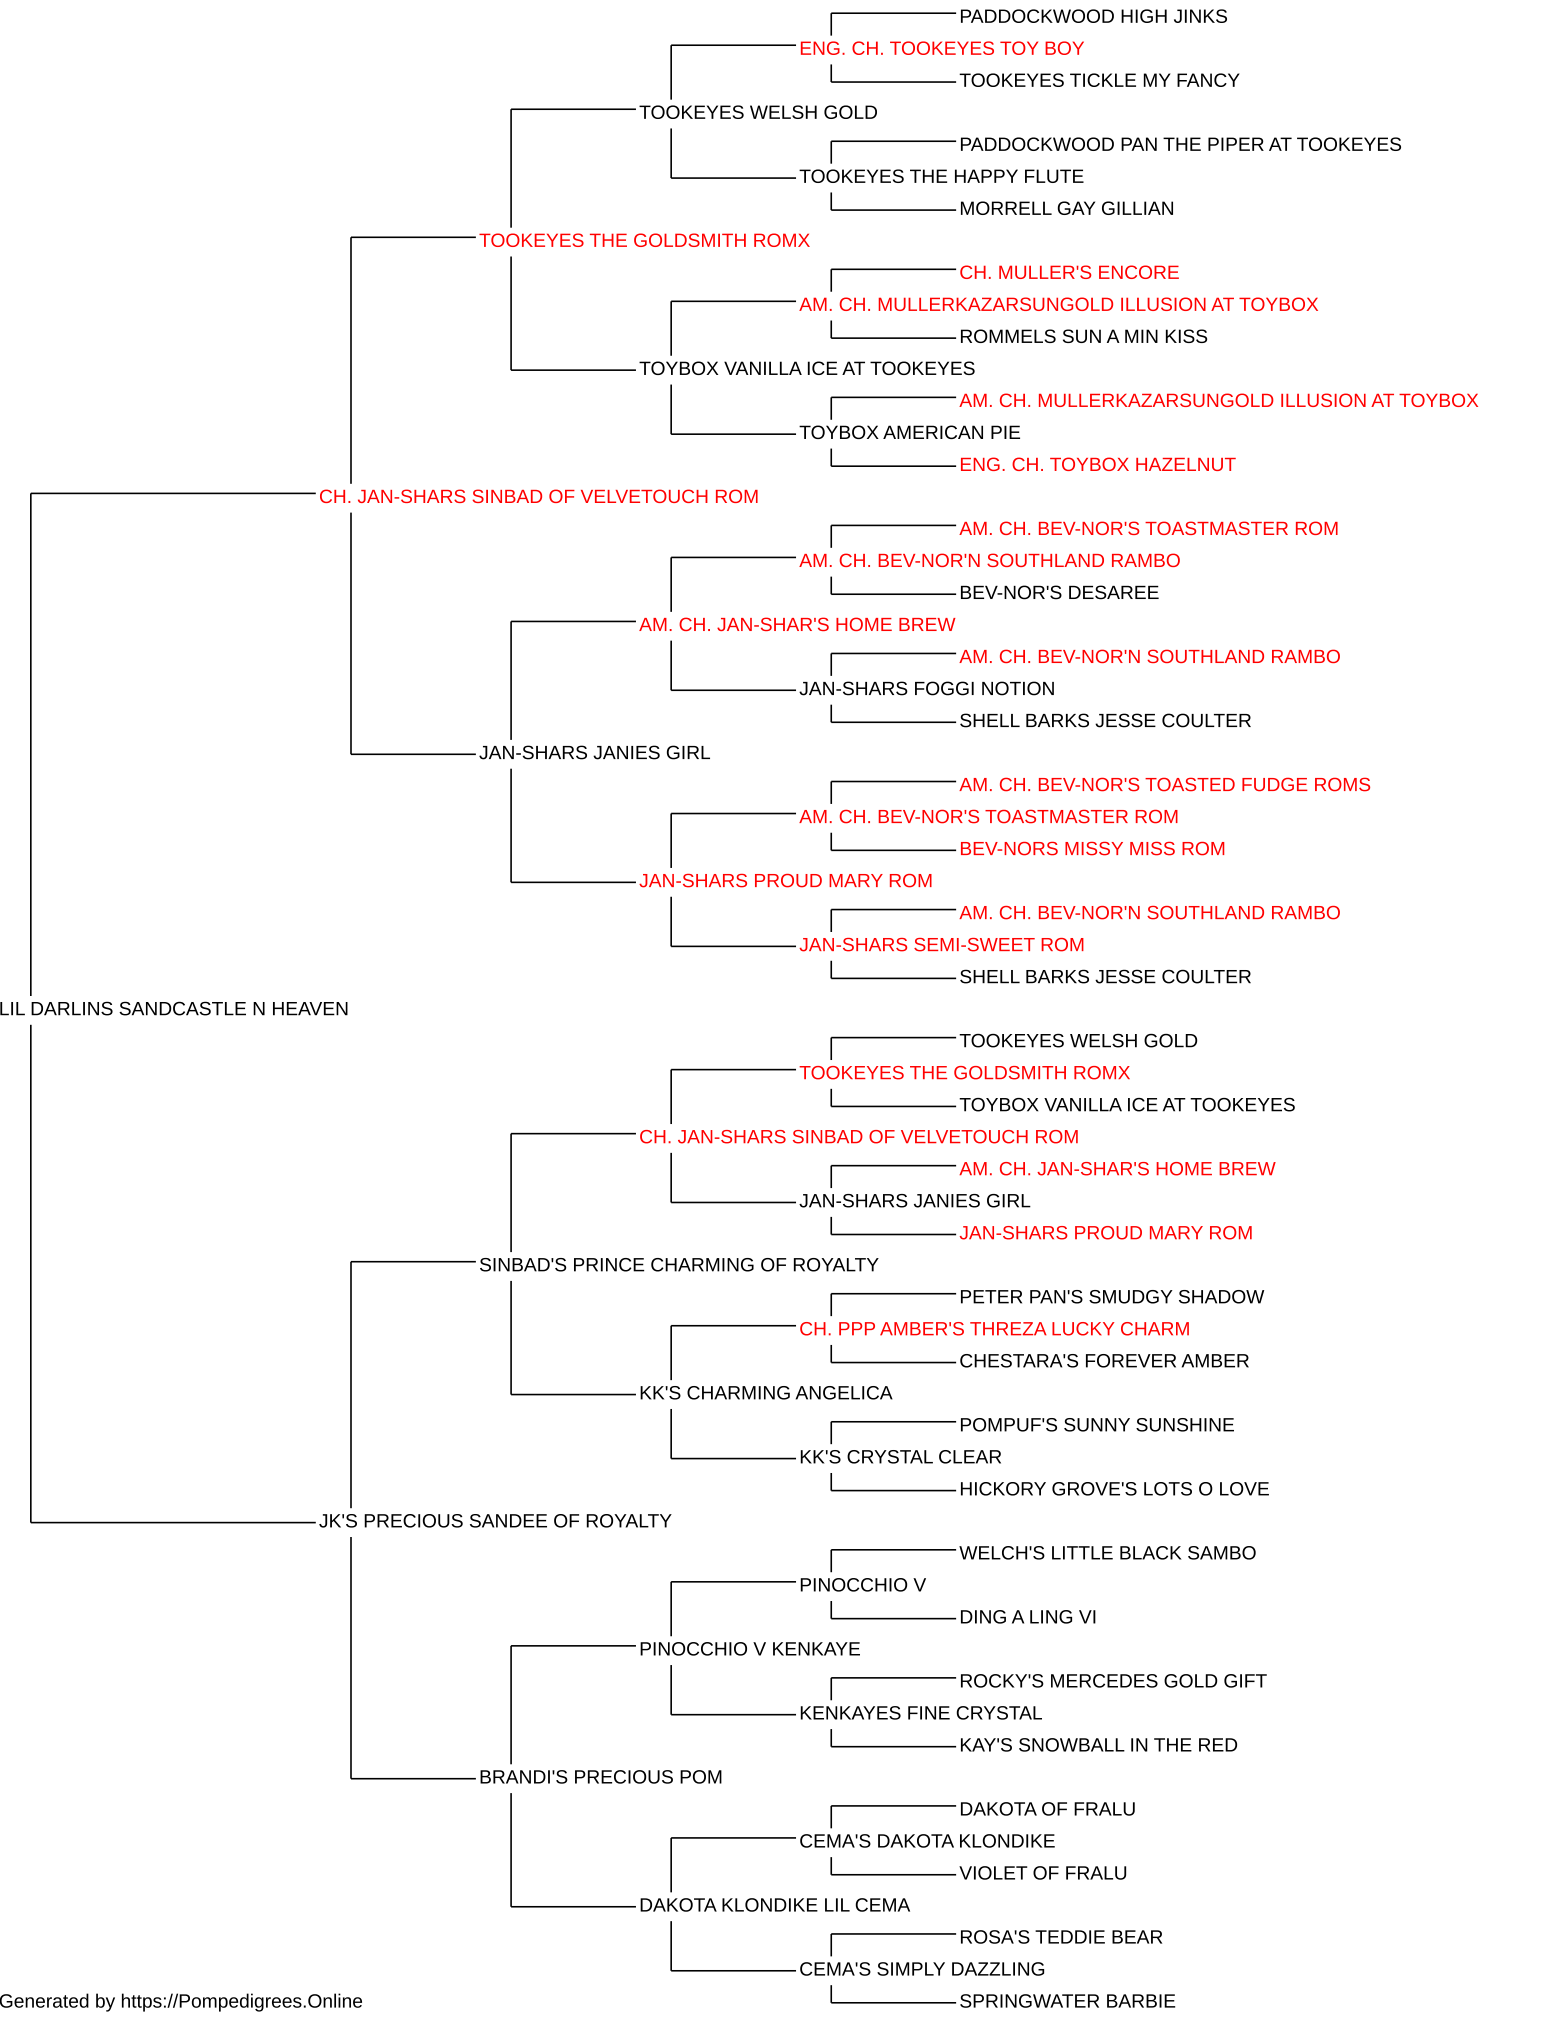 PADDOCKWOOD HIGH JINKS
ENG. CH. TOOKEYES TOY BOY
TOOKEYES TICKLE MY FANCY
TOOKEYES WELSH GOLD
PADDOCKWOOD PAN THE PIPER AT TOOKEYES
TOOKEYES THE HAPPY FLUTE
MORRELL GAY GILLIAN
TOOKEYES THE GOLDSMITH ROMX
CH. MULLER'S ENCORE
AM. CH. MULLERKAZARSUNGOLD ILLUSION AT TOYBOX
ROMMELS SUN A MIN KISS
TOYBOX VANILLA ICE AT TOOKEYES
AM. CH. MULLERKAZARSUNGOLD ILLUSION AT TOYBOX
TOYBOX AMERICAN PIE
ENG. CH. TOYBOX HAZELNUT
CH. JAN-SHARS SINBAD OF VELVETOUCH ROM
AM. CH. BEV-NOR'S TOASTMASTER ROM
AM. CH. BEV-NOR'N SOUTHLAND RAMBO
BEV-NOR'S DESAREE
AM. CH. JAN-SHAR'S HOME BREW
AM. CH. BEV-NOR'N SOUTHLAND RAMBO
JAN-SHARS FOGGI NOTION
SHELL BARKS JESSE COULTER
JAN-SHARS JANIES GIRL
AM. CH. BEV-NOR'S TOASTED FUDGE ROMS
AM. CH. BEV-NOR'S TOASTMASTER ROM
BEV-NORS MISSY MISS ROM
JAN-SHARS PROUD MARY ROM
AM. CH. BEV-NOR'N SOUTHLAND RAMBO
JAN-SHARS SEMI-SWEET ROM
SHELL BARKS JESSE COULTER
LIL DARLINS SANDCASTLE N HEAVEN
TOOKEYES WELSH GOLD
TOOKEYES THE GOLDSMITH ROMX
TOYBOX VANILLA ICE AT TOOKEYES
CH. JAN-SHARS SINBAD OF VELVETOUCH ROM
AM. CH. JAN-SHAR'S HOME BREW
JAN-SHARS JANIES GIRL
JAN-SHARS PROUD MARY ROM
SINBAD'S PRINCE CHARMING OF ROYALTY
PETER PAN'S SMUDGY SHADOW
CH. PPP AMBER'S THREZA LUCKY CHARM
CHESTARA'S FOREVER AMBER
KK'S CHARMING ANGELICA
POMPUF'S SUNNY SUNSHINE
KK'S CRYSTAL CLEAR
HICKORY GROVE'S LOTS O LOVE
JK'S PRECIOUS SANDEE OF ROYALTY
WELCH'S LITTLE BLACK SAMBO
PINOCCHIO V
DING A LING VI
PINOCCHIO V KENKAYE
ROCKY'S MERCEDES GOLD GIFT
KENKAYES FINE CRYSTAL
KAY'S SNOWBALL IN THE RED
BRANDI'S PRECIOUS POM
DAKOTA OF FRALU
CEMA'S DAKOTA KLONDIKE
VIOLET OF FRALU
DAKOTA KLONDIKE LIL CEMA
ROSA'S TEDDIE BEAR
CEMA'S SIMPLY DAZZLING
SPRINGWATER BARBIE
Generated by https://Pompedigrees.Online